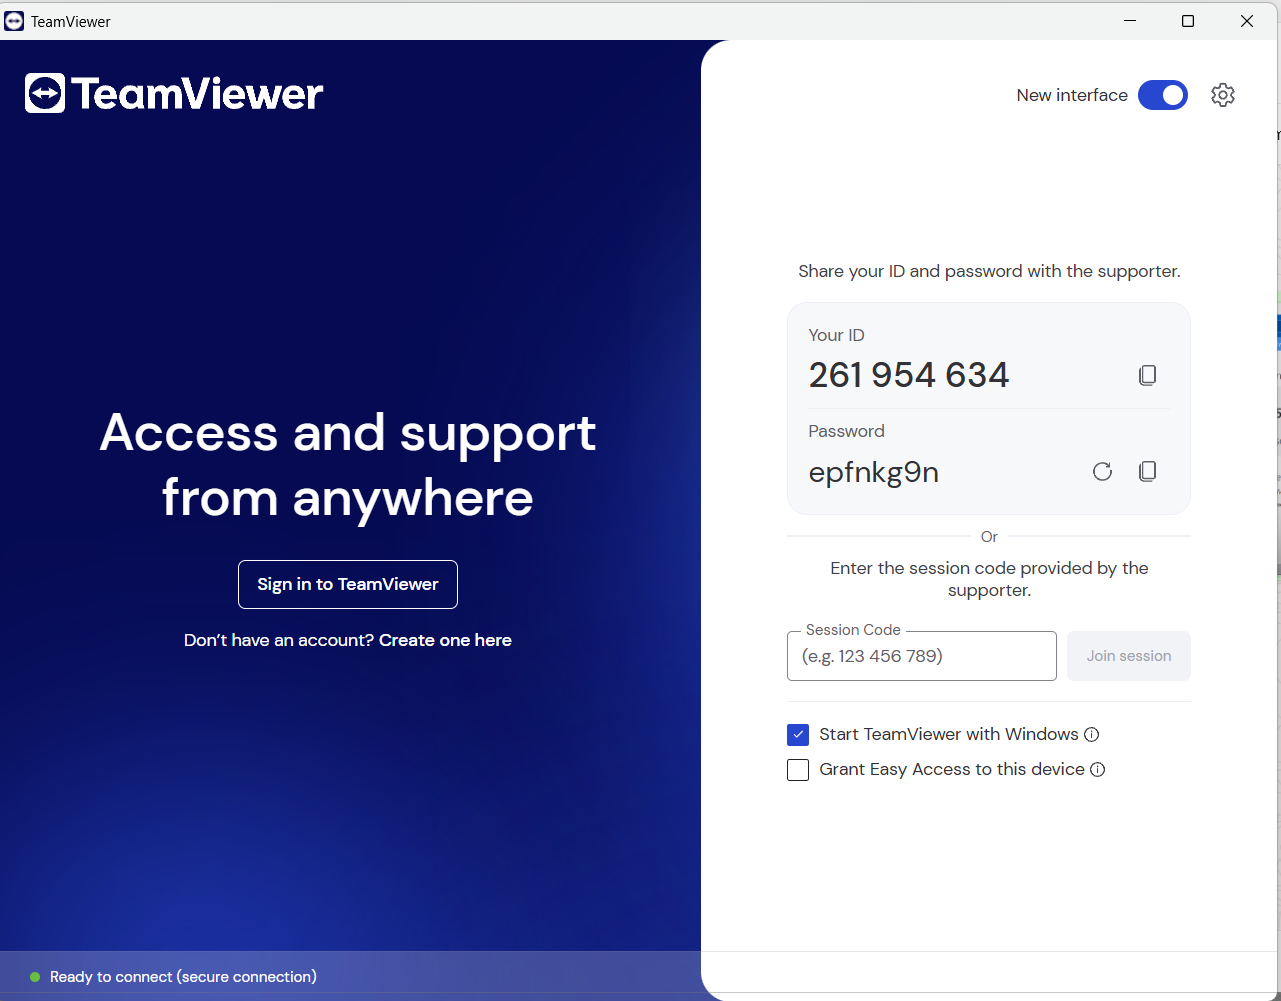 TeamViewer
TeamViewer
New interface
Access and support
from anywhere
Sign in to TeamViewer
Don’t have an account? Create one here
Ready to connect (secure connection)
Share your ID and password with the supporter.
Your ID
261 954 634
Password
epfnkg9n
Or
Enter the session code provided by the
supporter.
Session Code
(e.g. 123 456 789)
Join session
Start TeamViewer with Windows
Grant Easy Access to this device